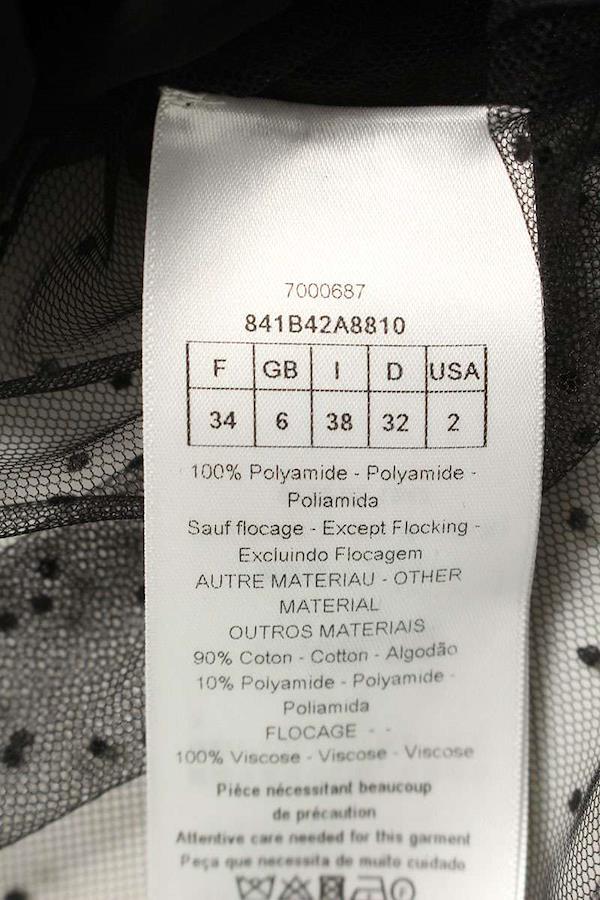 7000687
841B42A8810
F GB I D USA
34 6 38 32 2
100% Polyamide - Polyamide -
Poliamida
Sauf flocage - Except Flocking -
Excluindo Flocagem
AUTRE MATERIAU - OTHER
MATERIAL
OUTROS MATERIAIS
90% Coton - Cotton - Algodão
10% Polyamide - Polyamide -
Poliamida
FLOCAGE - -
100% Viscose - Viscose - Viscose
Pièce nécessitant beaucoup
de précaution
Attentive care needed for this garment
Peça que necessita de muito cuidado